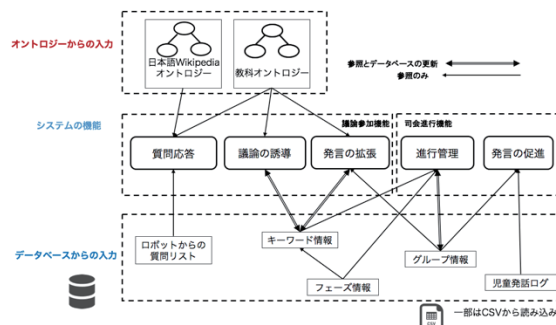 オントロジーからの入力
日本語Wikipedia
オントロジー
教科オントロジー
参照とデータベースの更新
参照のみ
システムの機能
議論参加機能
司会進行機能
質問応答
議論の誘導
発言の拡張
進行管理
発言の促進
データベースからの入力
ロボットからの
質問リスト
キーワード情報
グループ情報
フェーズ情報
児童発話ログ
一部はCSVから読み込み